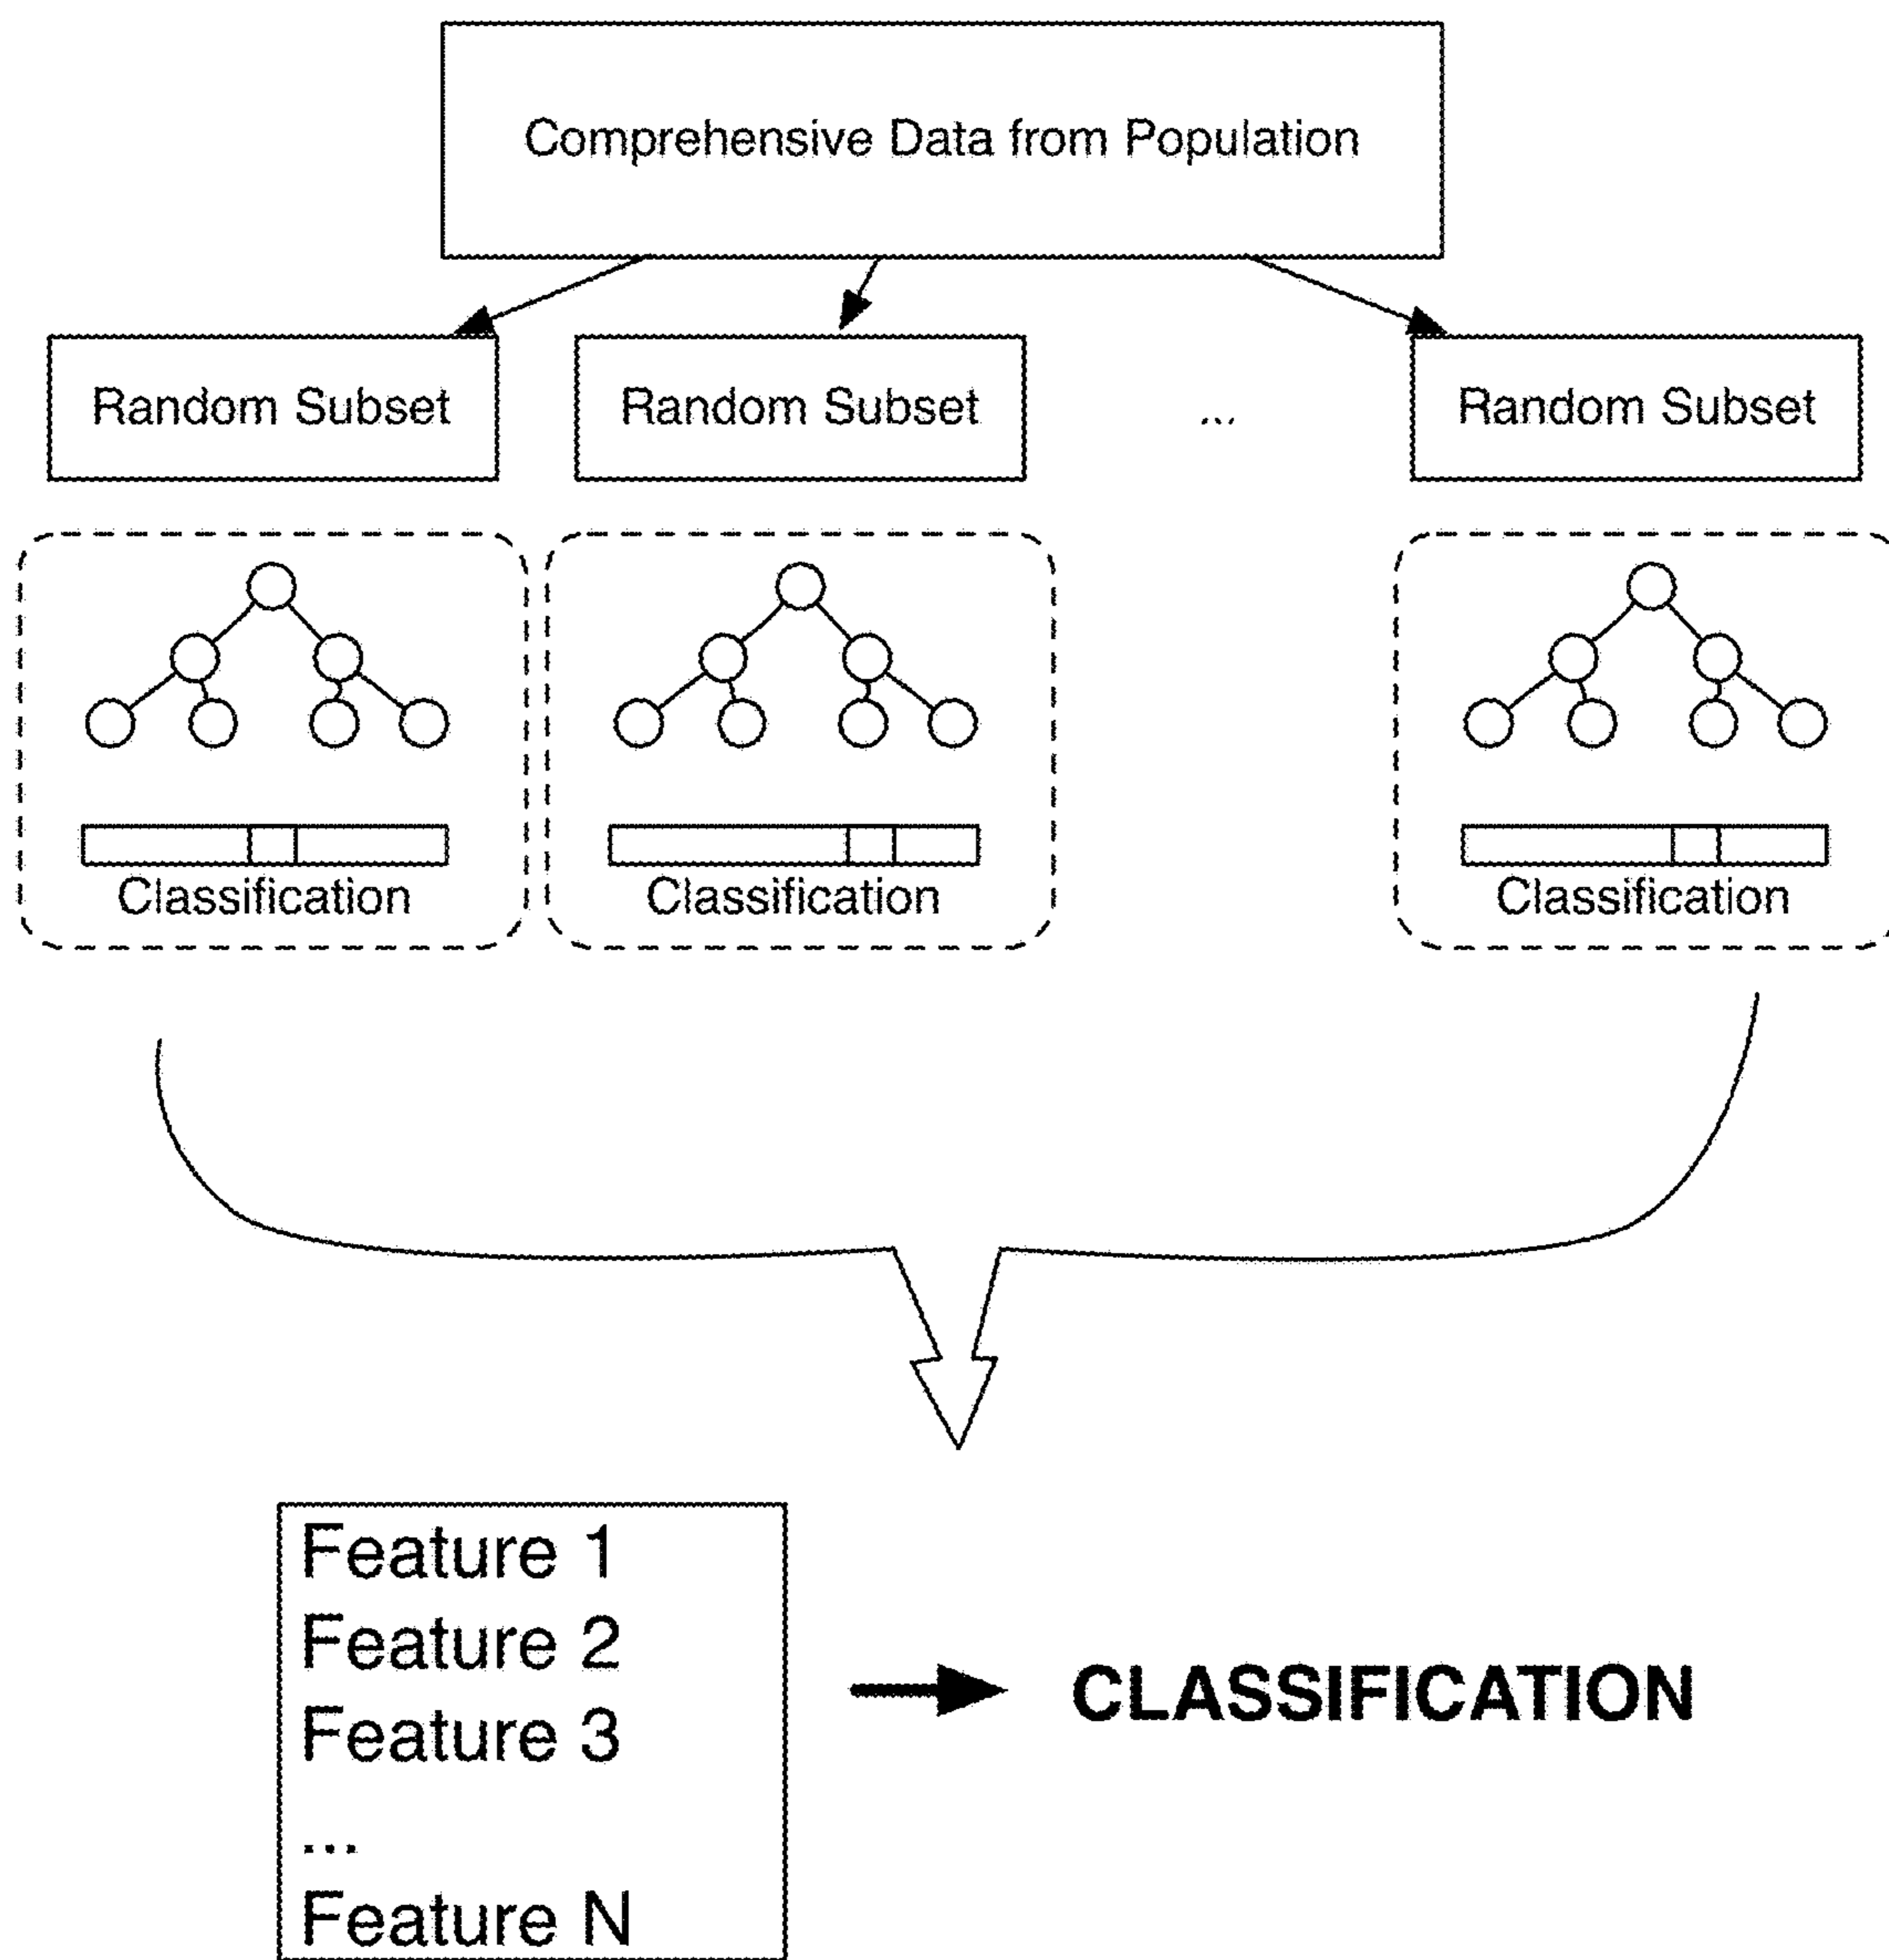 Comprehensive Data from Population
Random Subset
Random Subset
...
Random Subset
Classification
Classification
Classification
Feature 1
Feature 2
Feature 3
...
Feature N
CLASSIFICATION